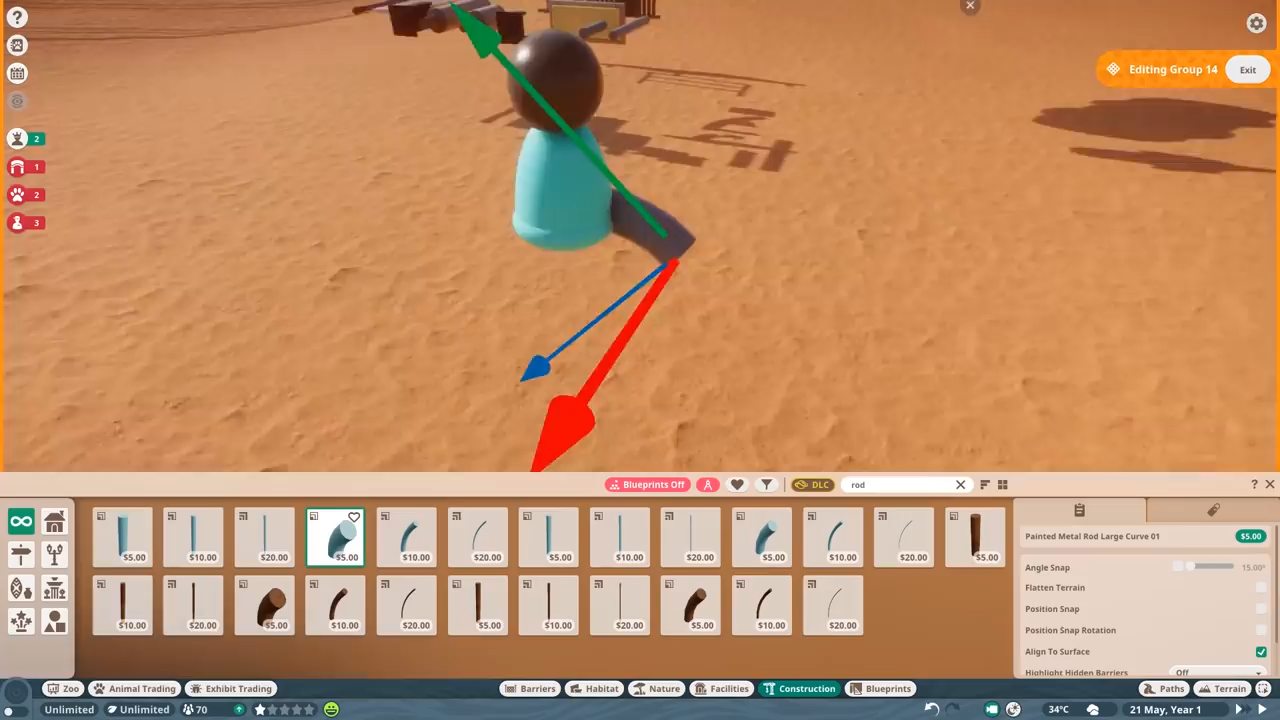 ?
Editing Group 14
Exit
2
1
2
3
Blueprints Off
DLC
rod
?
$5.00
$10.00
$20.00
$5.00
$10.00
$20.00
$5.00
$10.00
$20.00
$5.00
$10.00
$20.00
$5.00
$10.00
$20.00
$5.00
$10.00
$20.00
$5.00
$10.00
$20.00
$5.00
$10.00
$20.00
Painted Metal Rod Large Curve 01
$5.00
Angle Snap
15.00°
Flatten Terrain
Position Snap
Position Snap Rotation
Align To Surface
Highlight Hidden Barriers
Off
Zoo
Animal Trading
Exhibit Trading
Barriers
Habitat
Nature
Facilities
Construction
Blueprints
Paths
Terrain
Unlimited
Unlimited
70
34°C
21 May, Year 1